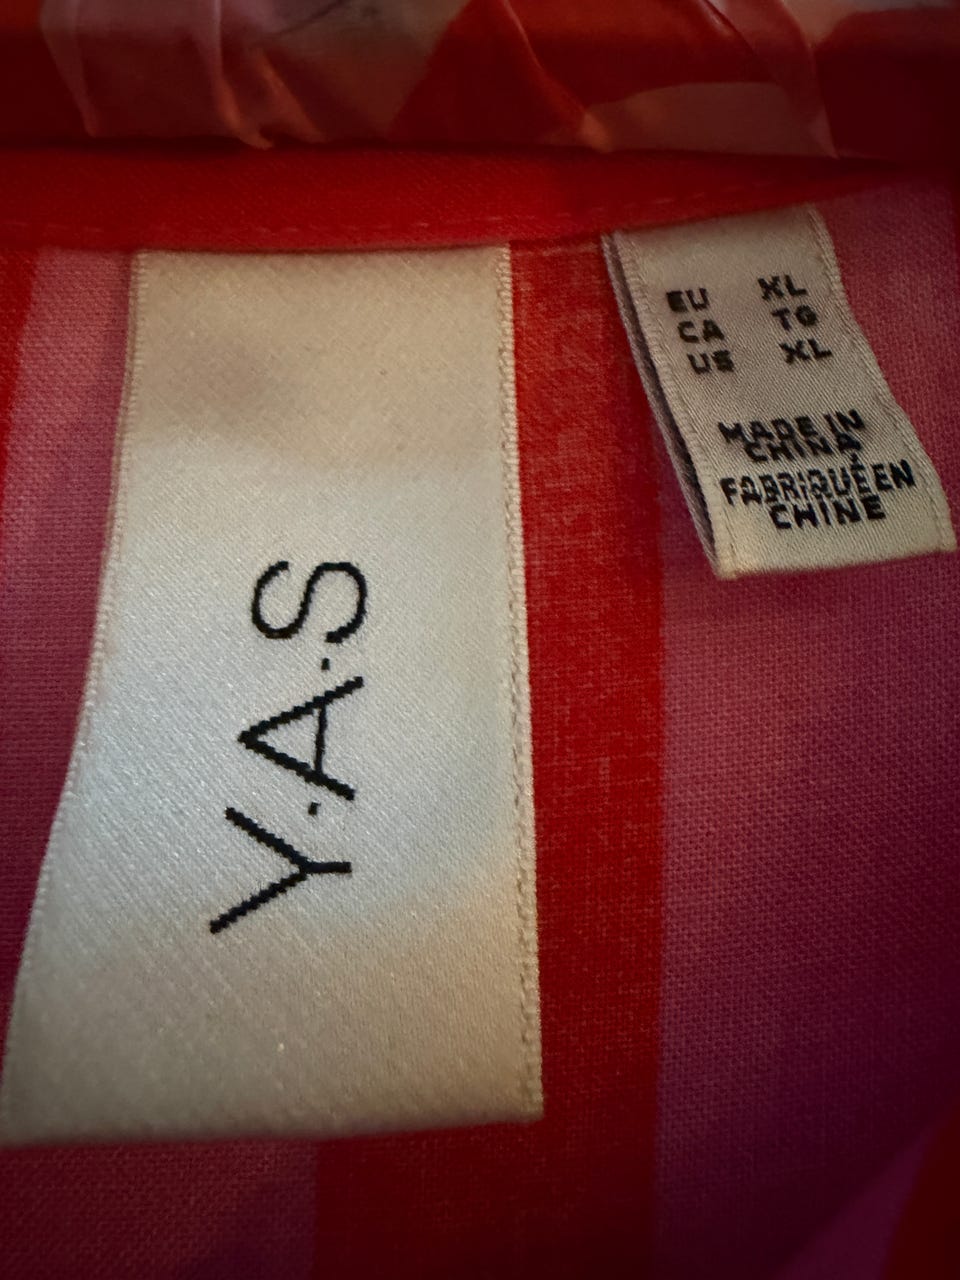 Y.A.S
EU XL
CA TG
US XL
MADE IN
CHINA
FABRIQUÉ EN
CHINE